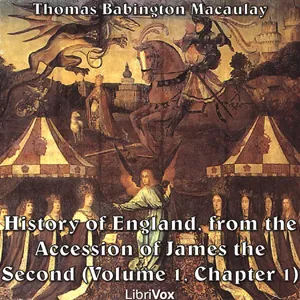 Thomas Babington Macaulay
History of England, from the
Accession of James the
Second (Volume 1, Chapter 1)
LibriVox